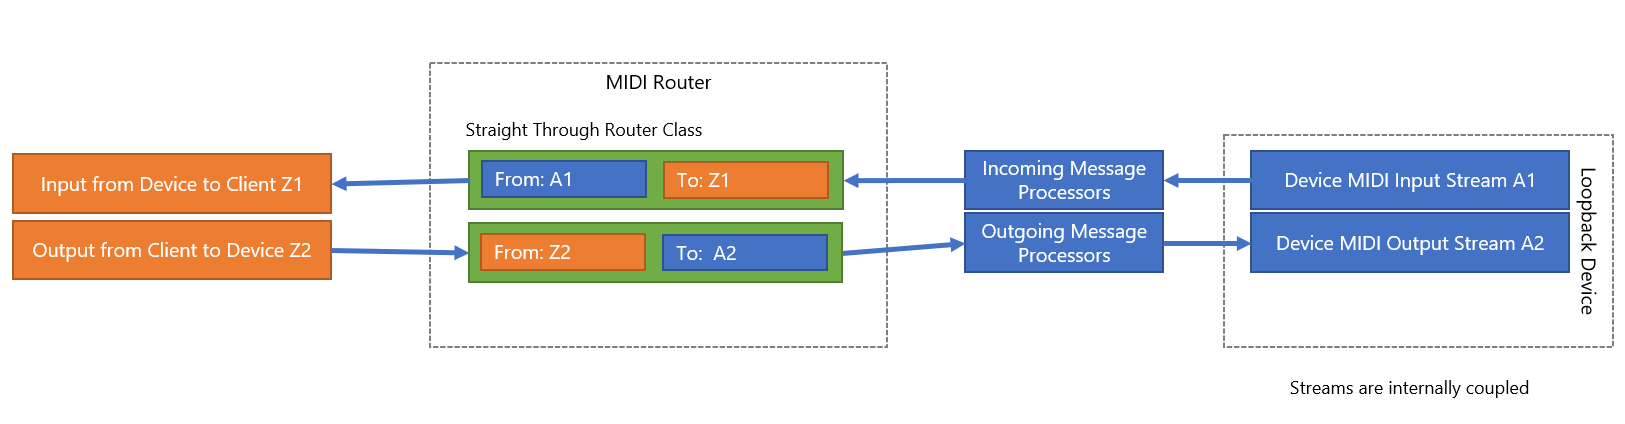 MIDI Router
Straight Through Router Class
Input from Device to Client Z1
From: A1
To: Z1
Incoming Message
Processors
Device MIDI Input Stream A1
Output from Client to Device Z2
From: Z2
To: A2
Outgoing Message
Processors
Device MIDI Output Stream A2
Loopback Device
Streams are internally coupled